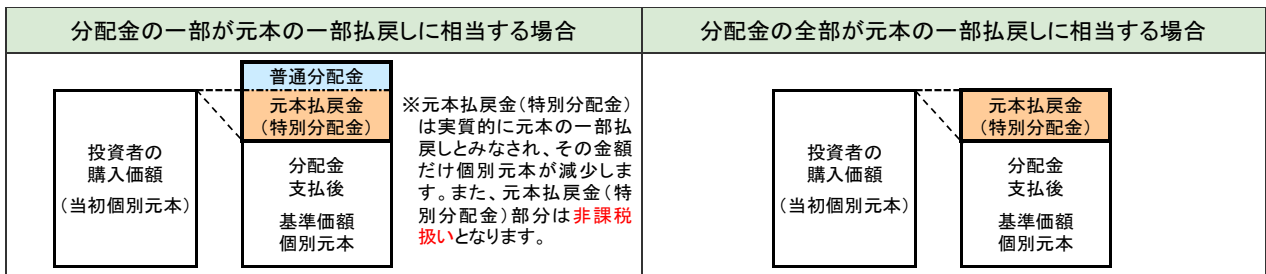 分配金の一部が元本の一部払戻しに相当する場合
普通分配金
元本払戻金
(特別分配金)
投資者の
購入価額
(当初個別元本)
分配金
支払後
基準価額
個別元本
※元本払戻金(特別分配金)
は実質的に元本の一部払
戻しとみなされ、その金額
だけ個別元本が減少しま
す。また、元本払戻金(特
別分配金)部分は非課税
扱いとなります。
分配金の全部が元本の一部払戻しに相当する場合
元本払戻金
(特別分配金)
投資者の
購入価額
(当初個別元本)
分配金
支払後
基準価額
個別元本